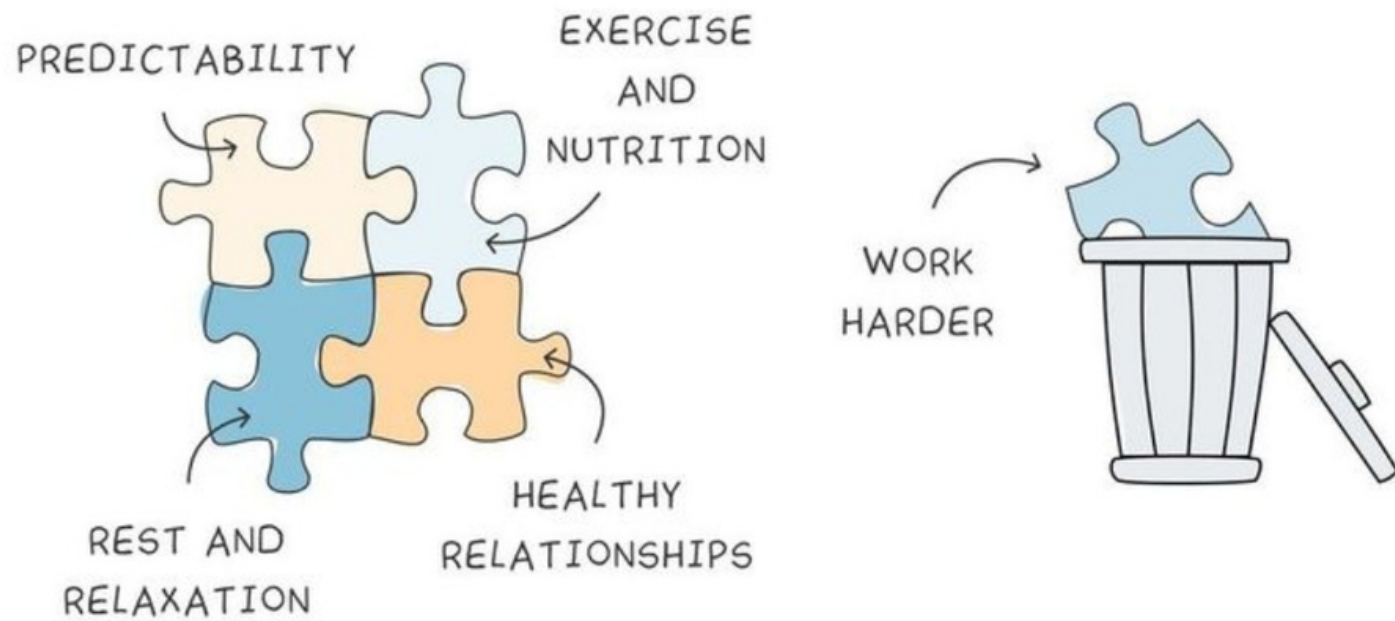 PREDICTABILITY
EXERCISE
AND
NUTRITION
WORK
HARDER
HEALTHY
RELATIONSHIPS
REST AND
RELAXATION